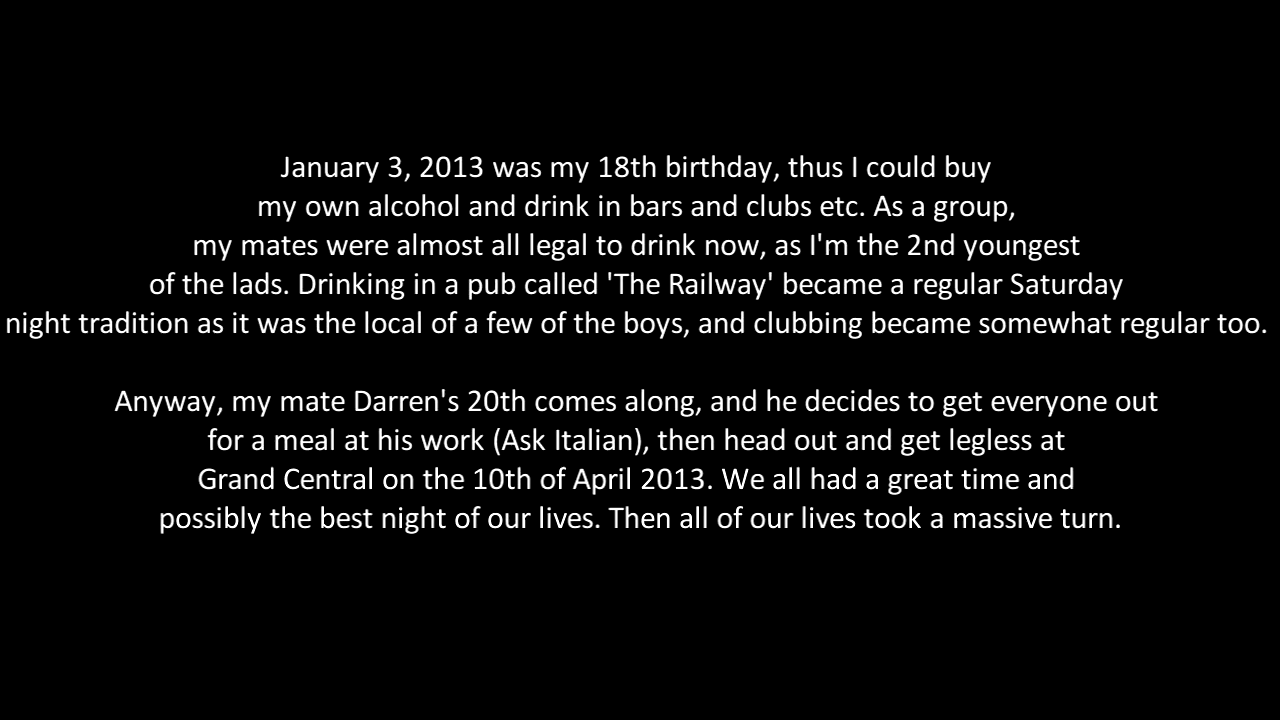 January 3, 2013 was my 18th birthday, thus I could buy
my own alcohol and drink in bars and clubs etc. As a group,
my mates were almost all legal to drink now, as I'm the 2nd youngest
of the lads. Drinking in a pub called 'The Railway' became a regular Saturday
night tradition as it was the local of a few of the boys, and clubbing became somewhat regular too.
Anyway, my mate Darren's 20th comes along, and he decides to get everyone out
for a meal at his work (Ask Italian), then head out and get legless at
Grand Central on the 10th of April 2013. We all had a great time and
possibly the best night of our lives. Then all of our lives took a massive turn.